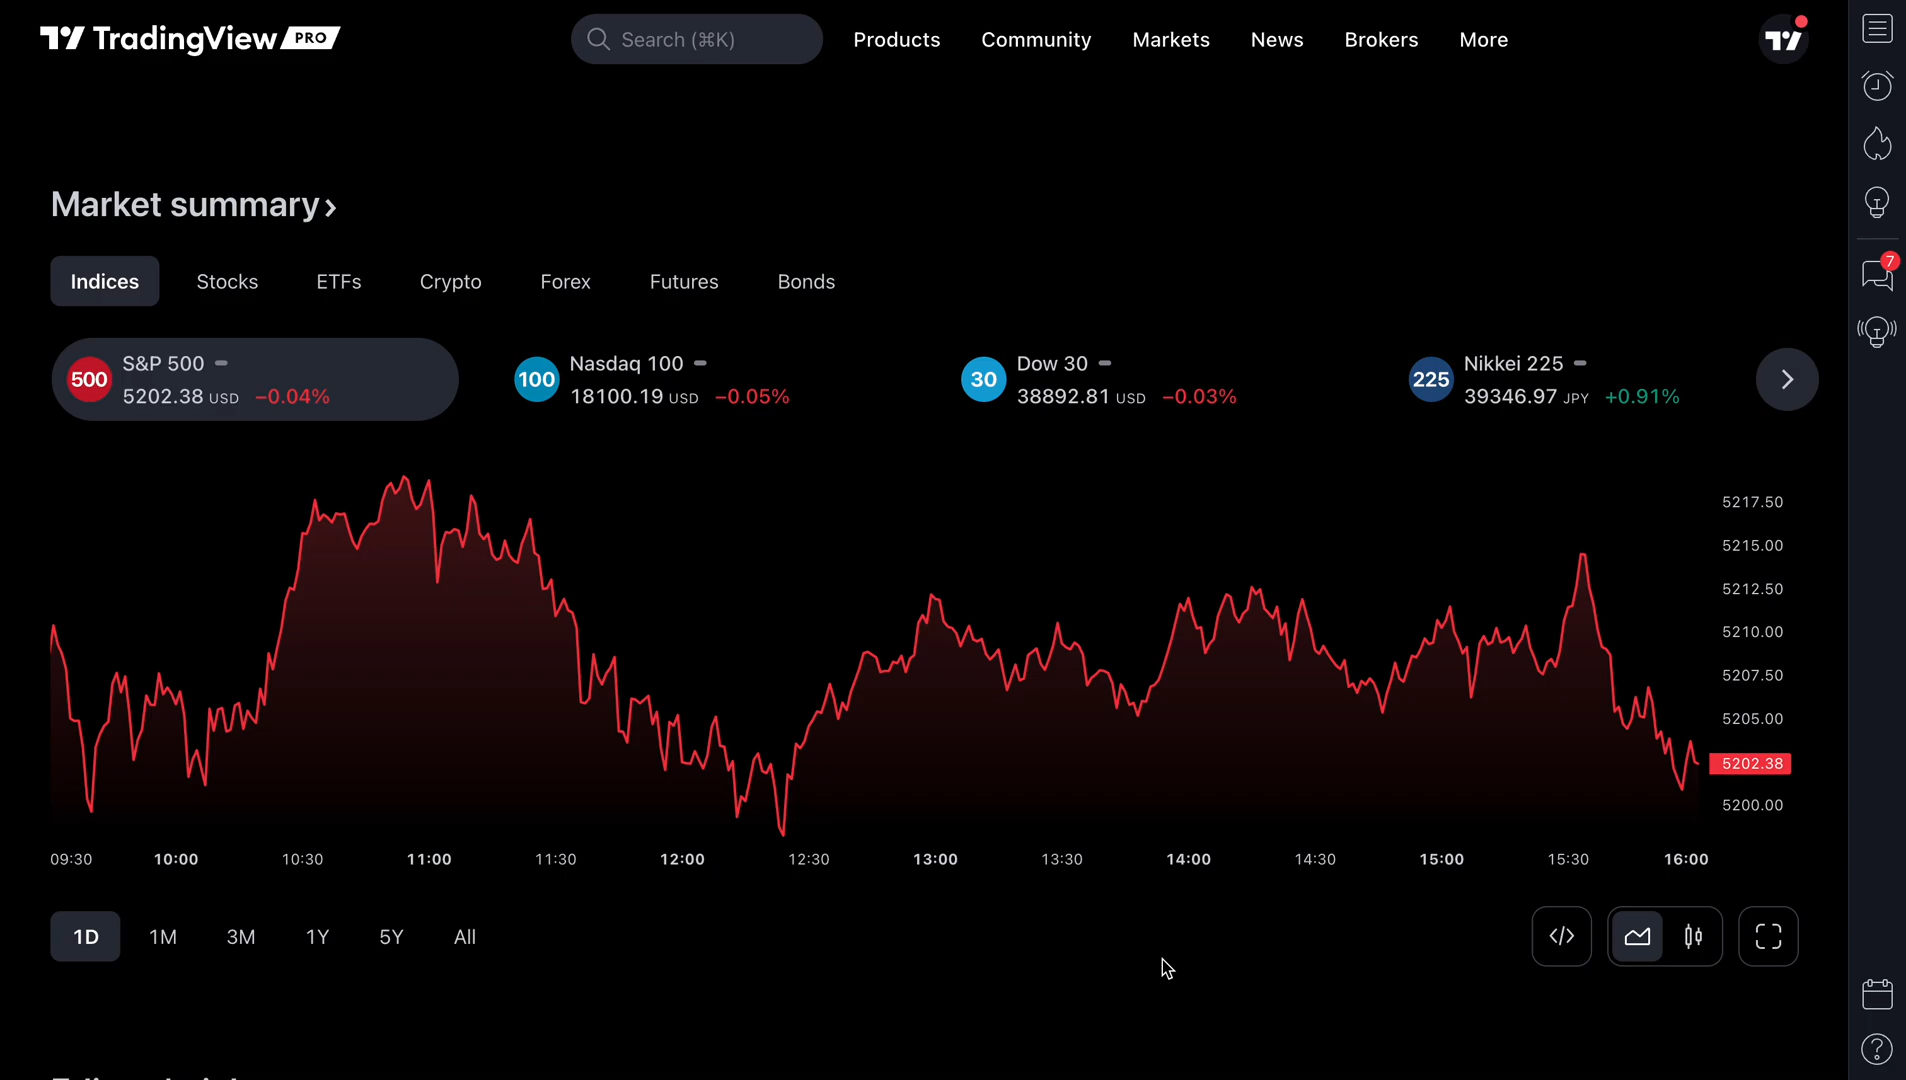 TradingView PRO
Search (⌘K)
Products
Community
Markets
News
Brokers
More
7
Market summary ›
Indices
Stocks
ETFs
Crypto
Forex
Futures
Bonds
500
S&P 500
5202.38 USD −0.04%
100
Nasdaq 100
18100.19 USD −0.05%
30
Dow 30
38892.81 USD −0.03%
225
Nikkei 225
39346.97 JPY +0.91%
5217.50
5215.00
5212.50
5210.00
5207.50
5205.00
5202.38
5200.00
09:30 10:00 10:30 11:00 11:30 12:00 12:30 13:00 13:30 14:00 14:30 15:00 15:30 16:00
1D 1M 3M 1Y 5Y All